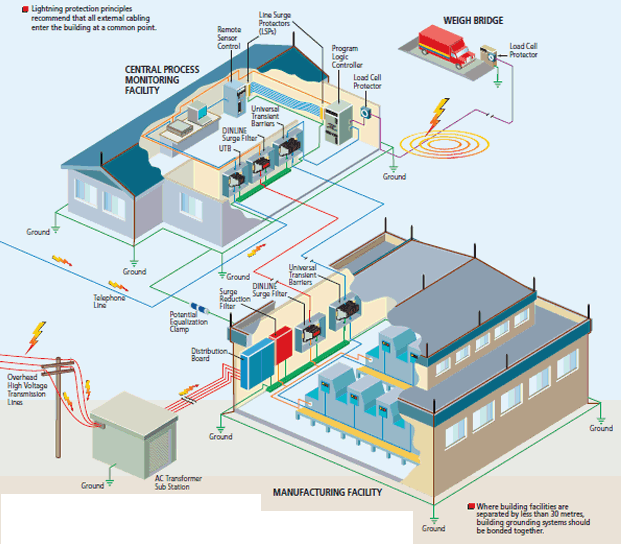 Lightning protection principles
recommend that all external cabling
enter the building at a common point.
Remote
Sensor
Control
Line Surge
Protectors
(LSPs)
WEIGH BRIDGE
Program
Logic
Controller
Load Cell
Protector
Load Cell
Protector
CENTRAL PROCESS
MONITORING
FACILITY
Universal
Transient
Barriers
DINLINE
Surge Filter
UTB
Ground
Ground
Ground
Ground
Telephone
Line
Potential
Equalization
Clamp
Surge
Reduction
Filter
DINLINE
Surge Filter
Universal
Transient
Barriers
Distribution
Board
Overhead
High Voltage
Transmission
Lines
Ground
Ground
Ground
AC Transformer
Sub Station
MANUFACTURING FACILITY
Ground
Where building facilities are
separated by less than 30 metres,
building grounding systems should
be bonded together.